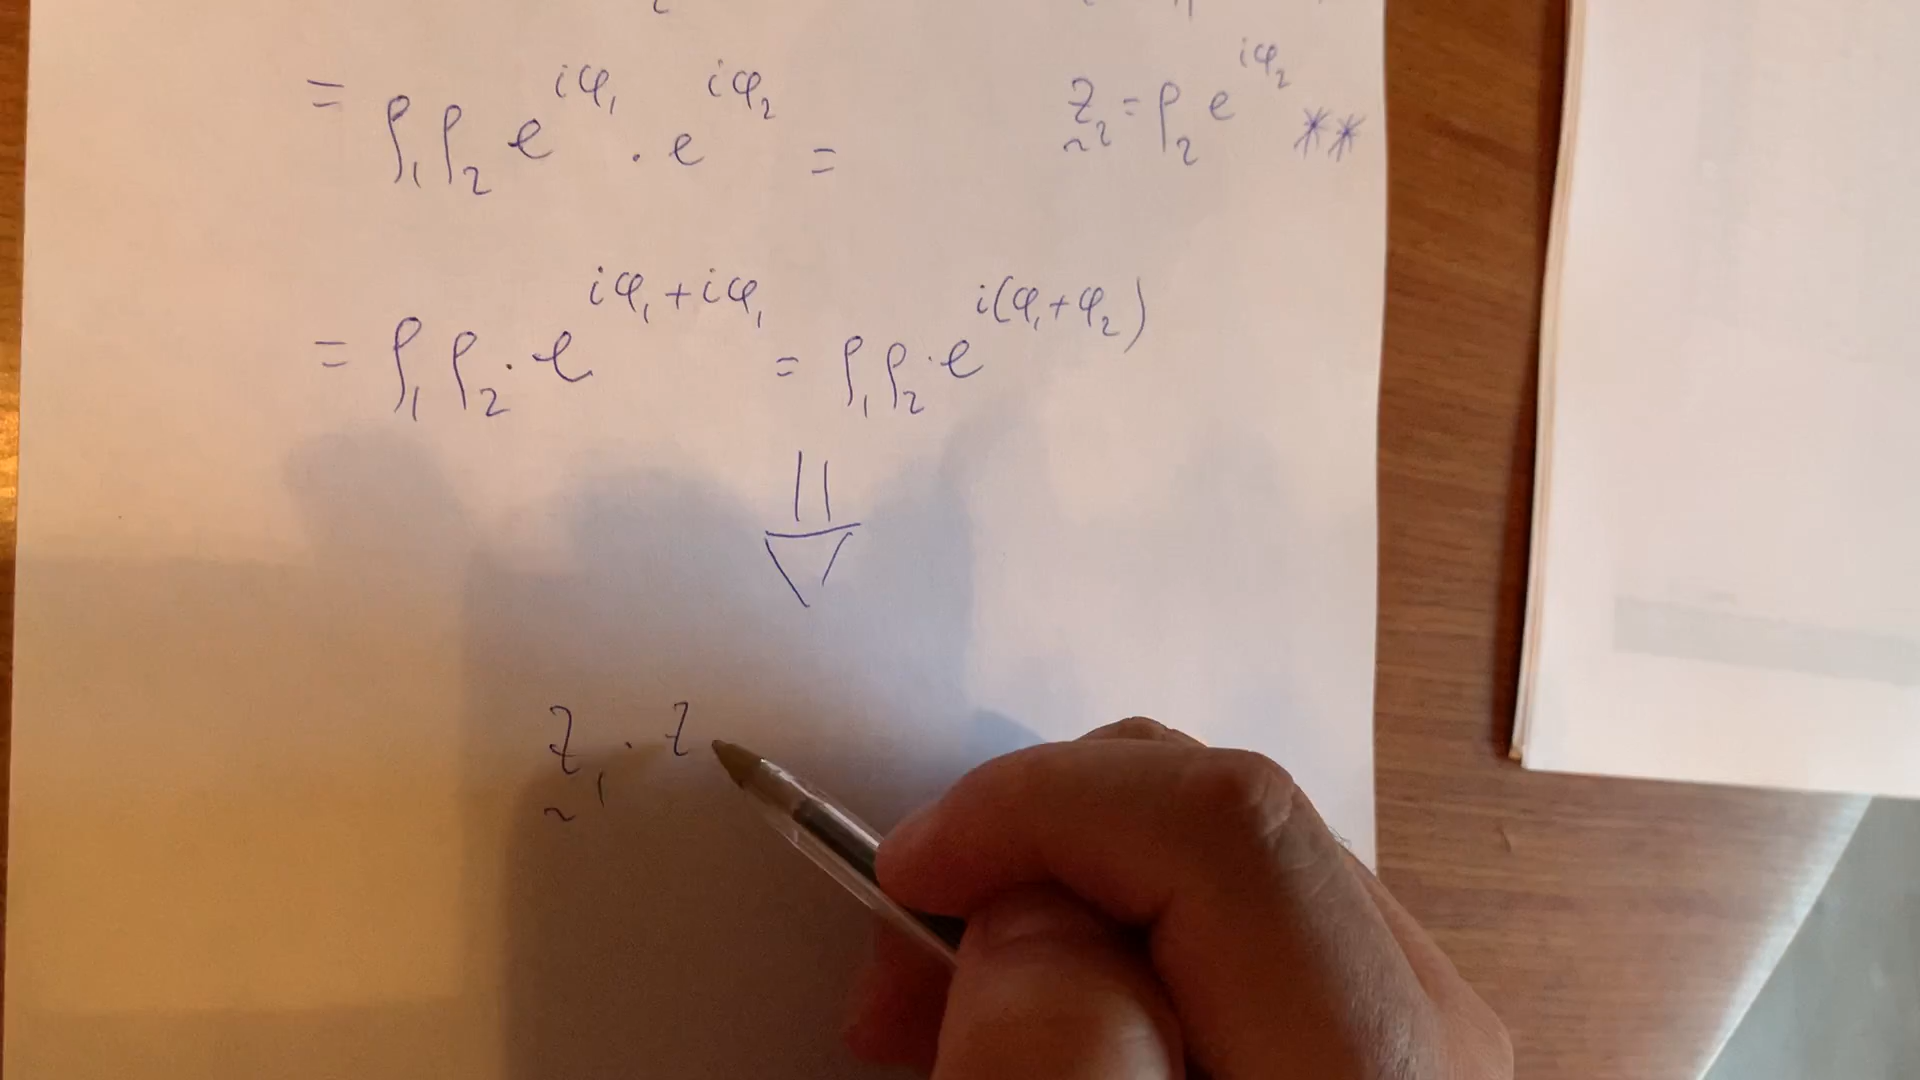 = ρ₁ρ₂ e^{iφ₁} · e^{iφ₂} =
z₂ = ρ₂ e^{iφ₂} **
= ρ₁ρ₂ · e^{iφ₁+iφ₁} = ρ₁ρ₂ · e^{i(φ₁+φ₂)}
⇓
z₁ · z